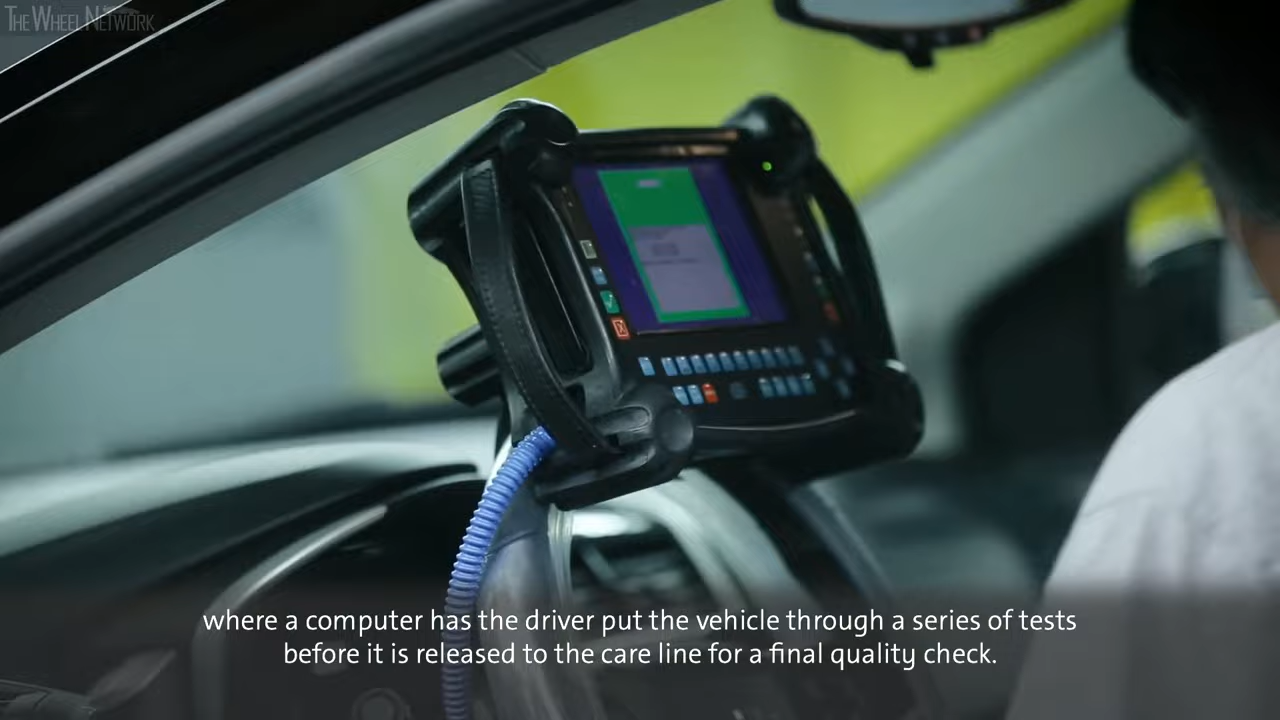 THE WHEEL NETWORK
where a computer has the driver put the vehicle through a series of tests
before it is released to the care line for a final quality check.